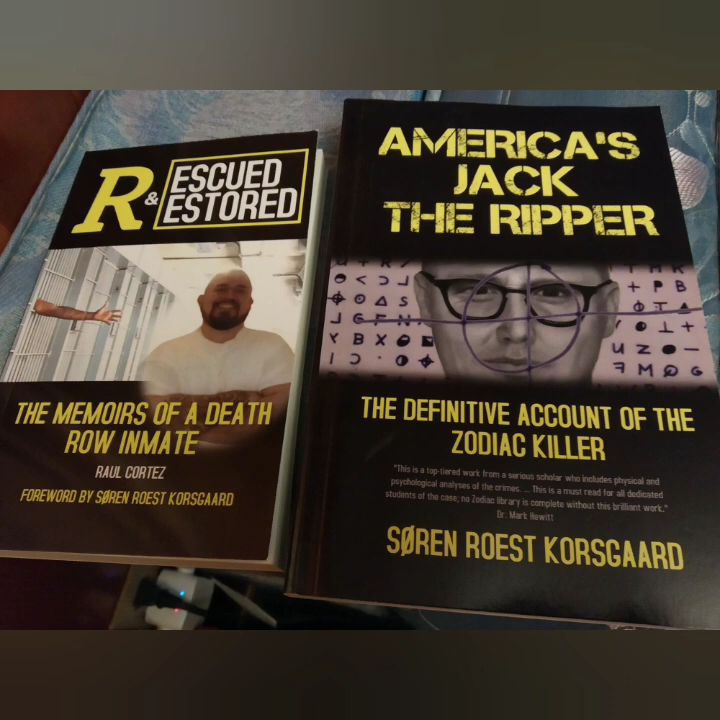 R & ESCUED
ESTORED
THE MEMOIRS OF A DEATH
ROW INMATE
RAUL CORTEZ
FOREWORD BY SØREN ROEST KORSGAARD
AMERICA'S
JACK
THE RIPPER
THE DEFINITIVE ACCOUNT OF THE
ZODIAC KILLER
"This is a top-tiered work from a serious scholar who includes physical and
psychological analyses of the crimes. ... This is a must read for all dedicated
students of the case; no Zodiac library is complete without this brilliant work."
Dr. Mark Hewitt
SØREN ROEST KORSGAARD